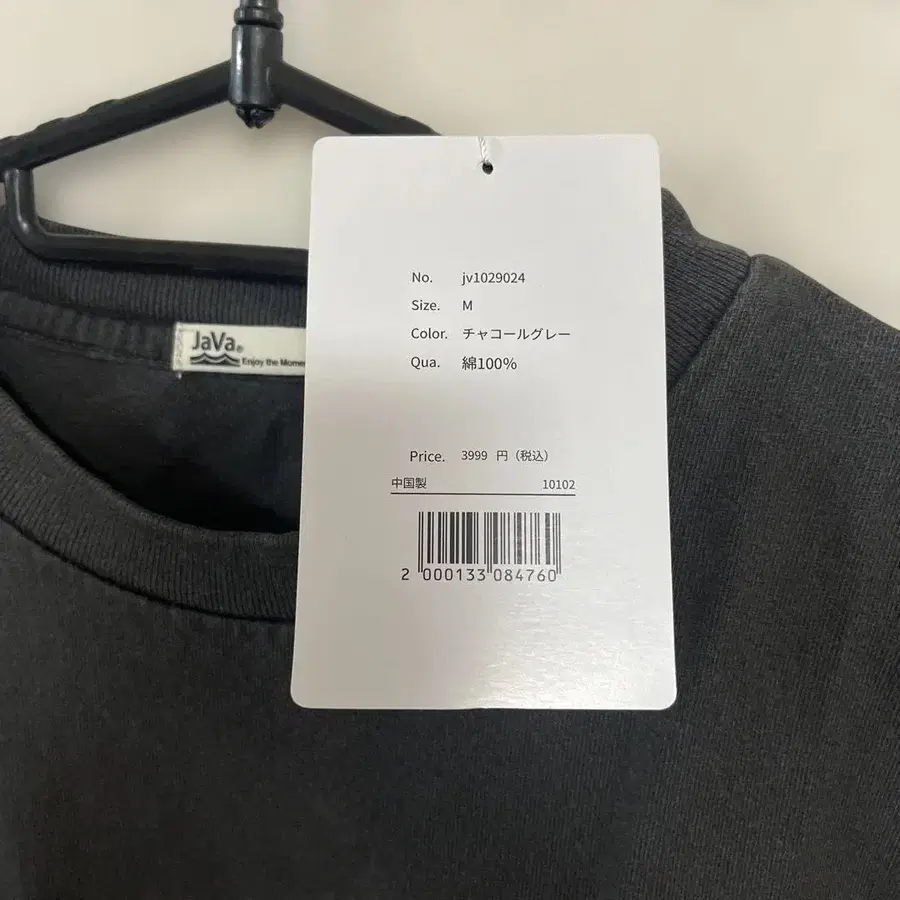 No. jv1029024
Size. M
Color. チャコールグレー
Qua. 綿100%
JaVa®
Enjoy the
Price. 3999 円（税込）
中国製 10102
2 000133 084760